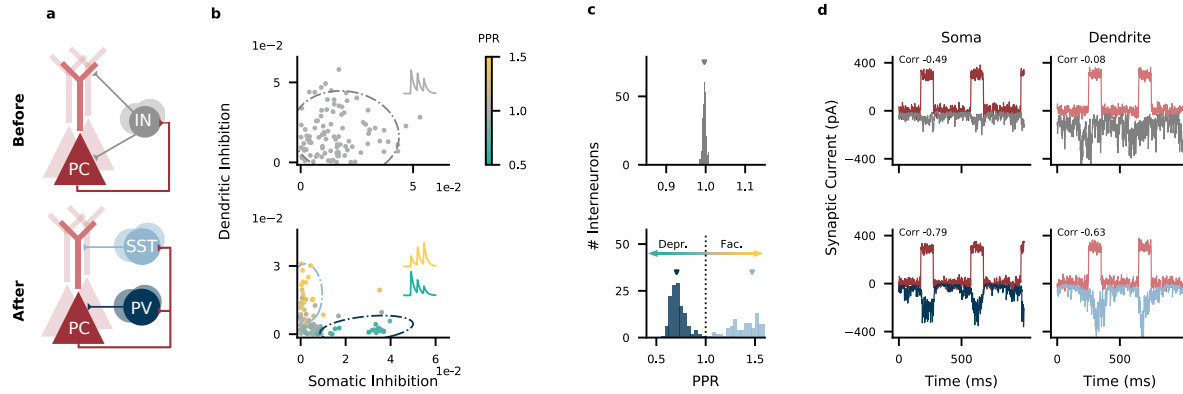 a
b
c
d
Before
IN
PC
After
SST
PV
PC
PPR
1.5
1.0
0.5
1e-2
5
0
0
5
1e-2
Dendritic Inhibition
1e-2
3
0
0
2
4
6
1e-2
Somatic Inhibition
# Interneurons
50
0
0.9
1.0
1.1
Depr.
Fac.
50
25
0
0.5
1.0
1.5
PPR
Soma
Dendrite
Synaptic Current (pA)
Corr -0.49
Corr -0.08
400
0
−400
Corr -0.79
Corr -0.63
400
0
−400
0
500
0
500
Time (ms)
Time (ms)